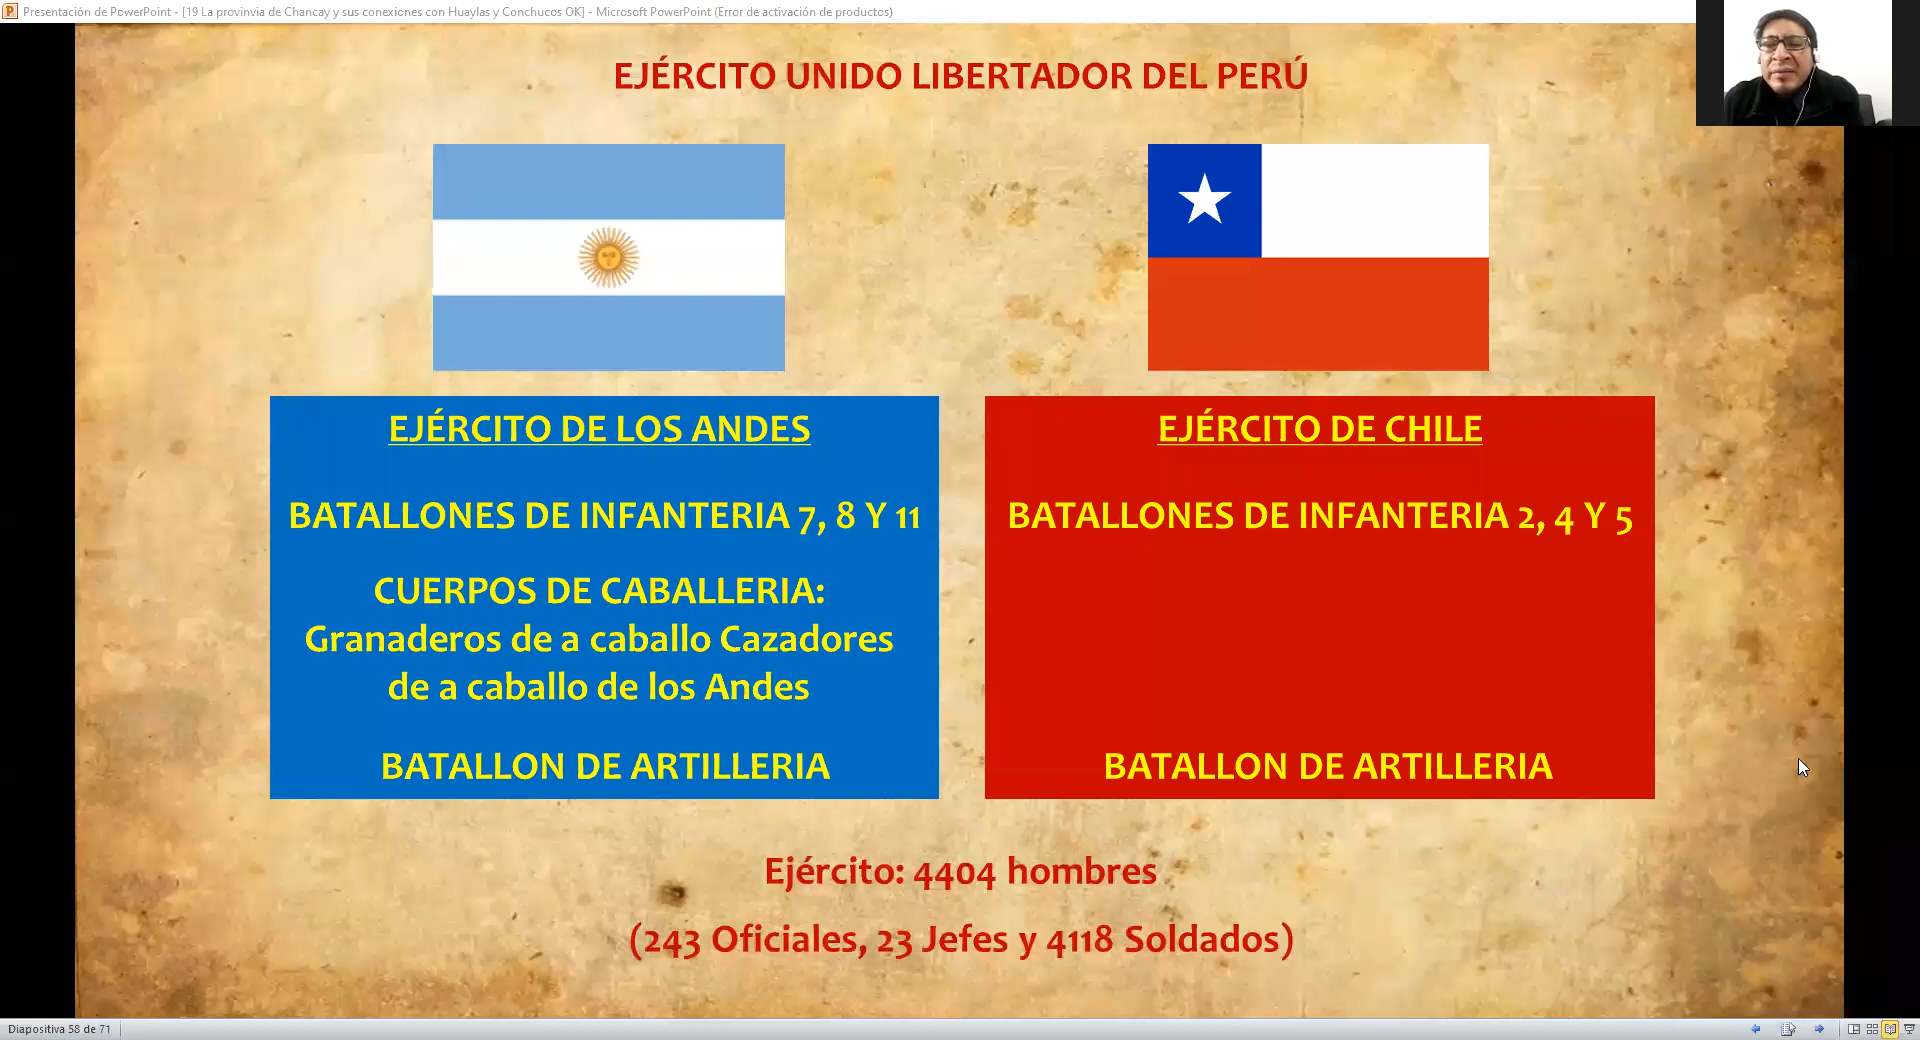 Presentación de PowerPoint - [19 La provinvia de Chancay y sus conexiones con Huaylas y Conchucos OK] - Microsoft PowerPoint (Error de activación de productos)
EJÉRCITO UNIDO LIBERTADOR DEL PERÚ
EJÉRCITO DE LOS ANDES
BATALLONES DE INFANTERIA 7, 8 Y 11
CUERPOS DE CABALLERIA:
Granaderos de a caballo Cazadores
de a caballo de los Andes
BATALLON DE ARTILLERIA
EJÉRCITO DE CHILE
BATALLONES DE INFANTERIA 2, 4 Y 5
BATALLON DE ARTILLERIA
Ejército: 4404 hombres
(243 Oficiales, 23 Jefes y 4118 Soldados)
Diapositiva 58 de 71